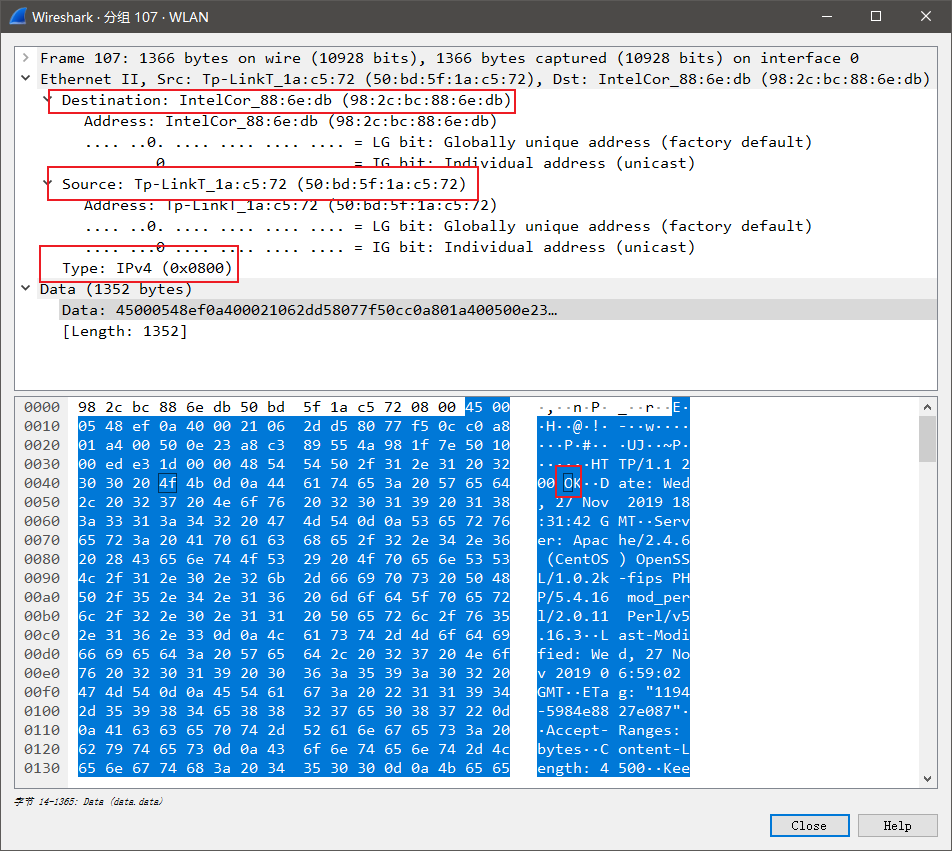 Wireshark · 分组 107 · WLAN
Frame 107: 1366 bytes on wire (10928 bits), 1366 bytes captured (10928 bits) on interface 0
Ethernet II, Src: Tp-LinkT_1a:c5:72 (50:bd:5f:1a:c5:72), Dst: IntelCor_88:6e:db (98:2c:bc:88:6e:db)
Destination: IntelCor_88:6e:db (98:2c:bc:88:6e:db)
Address: IntelCor_88:6e:db (98:2c:bc:88:6e:db)
.... ..0. .... .... .... .... = LG bit: Globally unique address (factory default)
.... ...0 .... .... .... .... = IG bit: Individual address (unicast)
Source: Tp-LinkT_1a:c5:72 (50:bd:5f:1a:c5:72)
Address: Tp-LinkT_1a:c5:72 (50:bd:5f:1a:c5:72)
.... ..0. .... .... .... .... = LG bit: Globally unique address (factory default)
.... ...0 .... .... .... .... = IG bit: Individual address (unicast)
Type: IPv4 (0x0800)
Data (1352 bytes)
Data: 45000548ef0a400021062dd58077f50cc0a801a400500e23…
[Length: 1352]
0000 98 2c bc 88 6e db 50 bd 5f 1a c5 72 08 00 45 00 ·,··nP·_··r··E·
0010 05 48 ef 0a 40 00 21 06 2d d5 80 77 f5 0c c0 a8 ·H··@·!·-··w····
0020 01 a4 00 50 0e 23 a8 c3 89 55 4a 98 1f 7e 50 10 ···P·#···UJ··~P·
0030 00 ed e3 1d 00 00 48 54 54 50 2f 31 2e 31 20 32 ······HTTP/1.1 2
0040 30 30 20 4f 4b 0d 0a 44 61 74 65 3a 20 57 65 64 00 OK··Date: Wed
0050 2c 20 32 37 20 4e 6f 76 20 32 30 31 39 20 31 38 , 27 Nov 2019 18
0060 3a 33 31 3a 34 32 20 47 4d 54 0d 0a 53 65 72 76 :31:42 GMT··Serv
0070 65 72 3a 20 41 70 61 63 68 65 2f 32 2e 34 2e 36 er: Apache/2.4.6
0080 20 28 43 65 6e 74 4f 53 29 20 4f 70 65 6e 53 53 (CentOS) OpenSS
0090 4c 2f 31 2e 30 2e 32 6b 2d 66 69 70 73 20 50 48 L/1.0.2k-fips PH
00a0 50 2f 35 2e 34 2e 31 36 20 6d 6f 64 5f 70 65 72 P/5.4.16 mod_per
00b0 6c 2f 32 2e 30 2e 31 31 20 50 65 72 6c 2f 76 35 l/2.0.11 Perl/v5
00c0 2e 31 36 2e 33 0d 0a 4c 61 73 74 2d 4d 6f 64 69 .16.3··Last-Modi
00d0 66 69 65 64 3a 20 57 65 64 2c 20 32 37 20 4e 6f fied: Wed, 27 No
00e0 76 20 32 30 31 39 20 30 36 3a 35 39 3a 30 32 20 v 2019 06:59:02
00f0 47 4d 54 0d 0a 45 54 61 67 3a 20 22 31 31 39 34 GMT··ETag: "1194
0100 2d 35 39 38 34 65 38 38 32 37 65 30 38 37 22 0d -5984e8827e087"·
0110 0a 41 63 63 65 70 74 2d 52 61 6e 67 65 73 3a 20 ·Accept-Ranges:
0120 62 79 74 65 73 0d 0a 43 6f 6e 74 65 6e 74 2d 4c bytes··Content-L
0130 65 6e 67 74 68 3a 20 34 35 30 30 0d 0a 4b 65 65 ength: 4500··Kee
字节 14-1365: Data (data.data)
Close Help